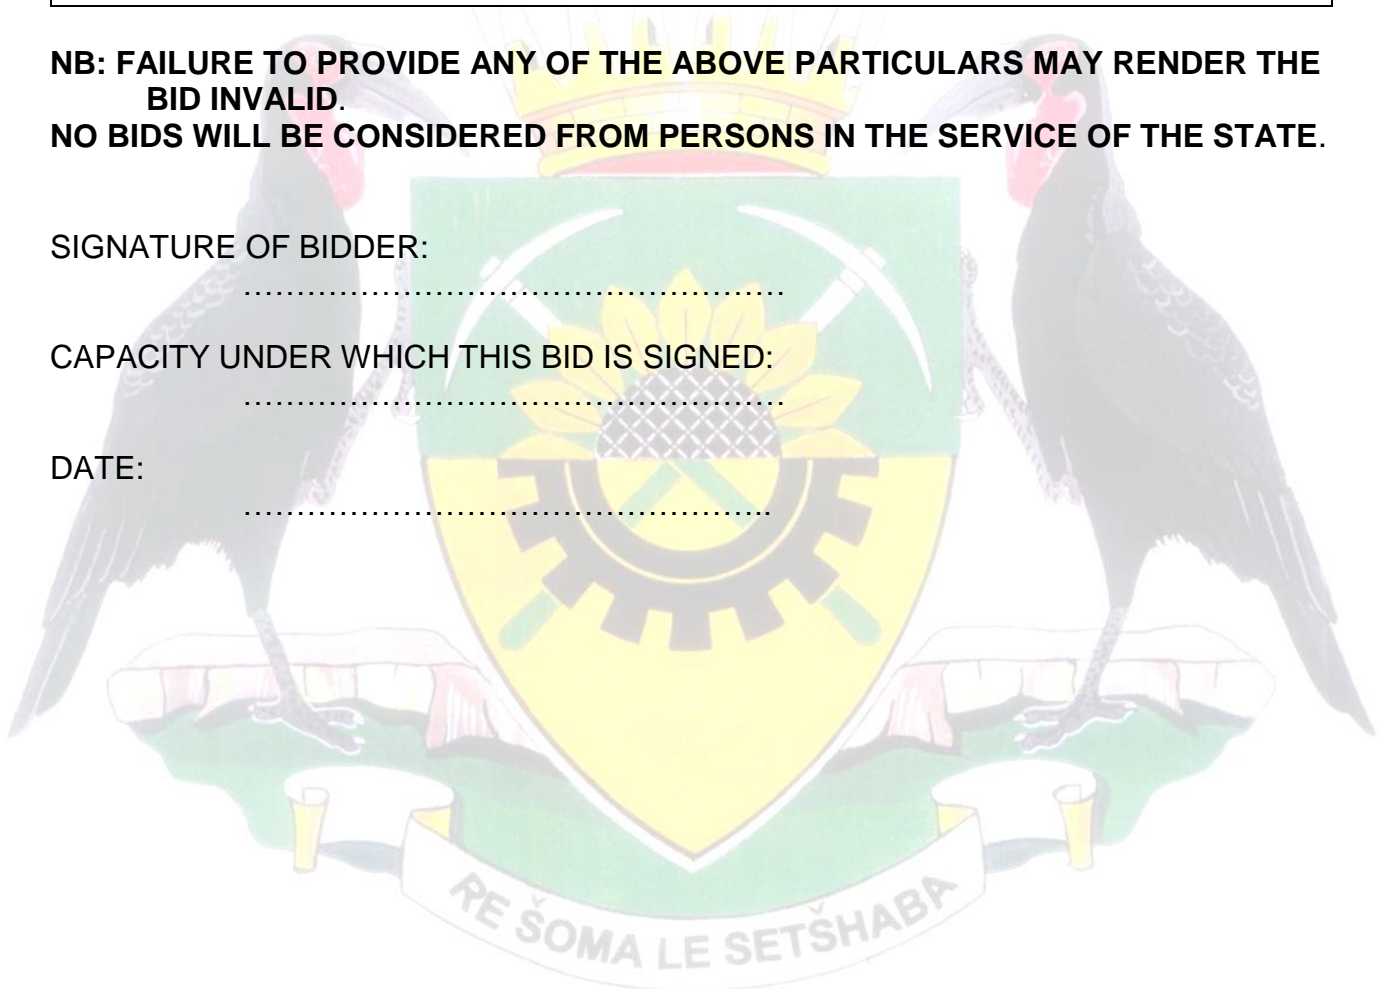 NB: FAILURE TO PROVIDE ANY OF THE ABOVE PARTICULARS MAY RENDER THE
BID INVALID.
NO BIDS WILL BE CONSIDERED FROM PERSONS IN THE SERVICE OF THE STATE.
SIGNATURE OF BIDDER:
……………………………………………
CAPACITY UNDER WHICH THIS BID IS SIGNED:
……………………………………………
DATE:
…………………………………………..
RE ŠOMA LE SETŠHABA